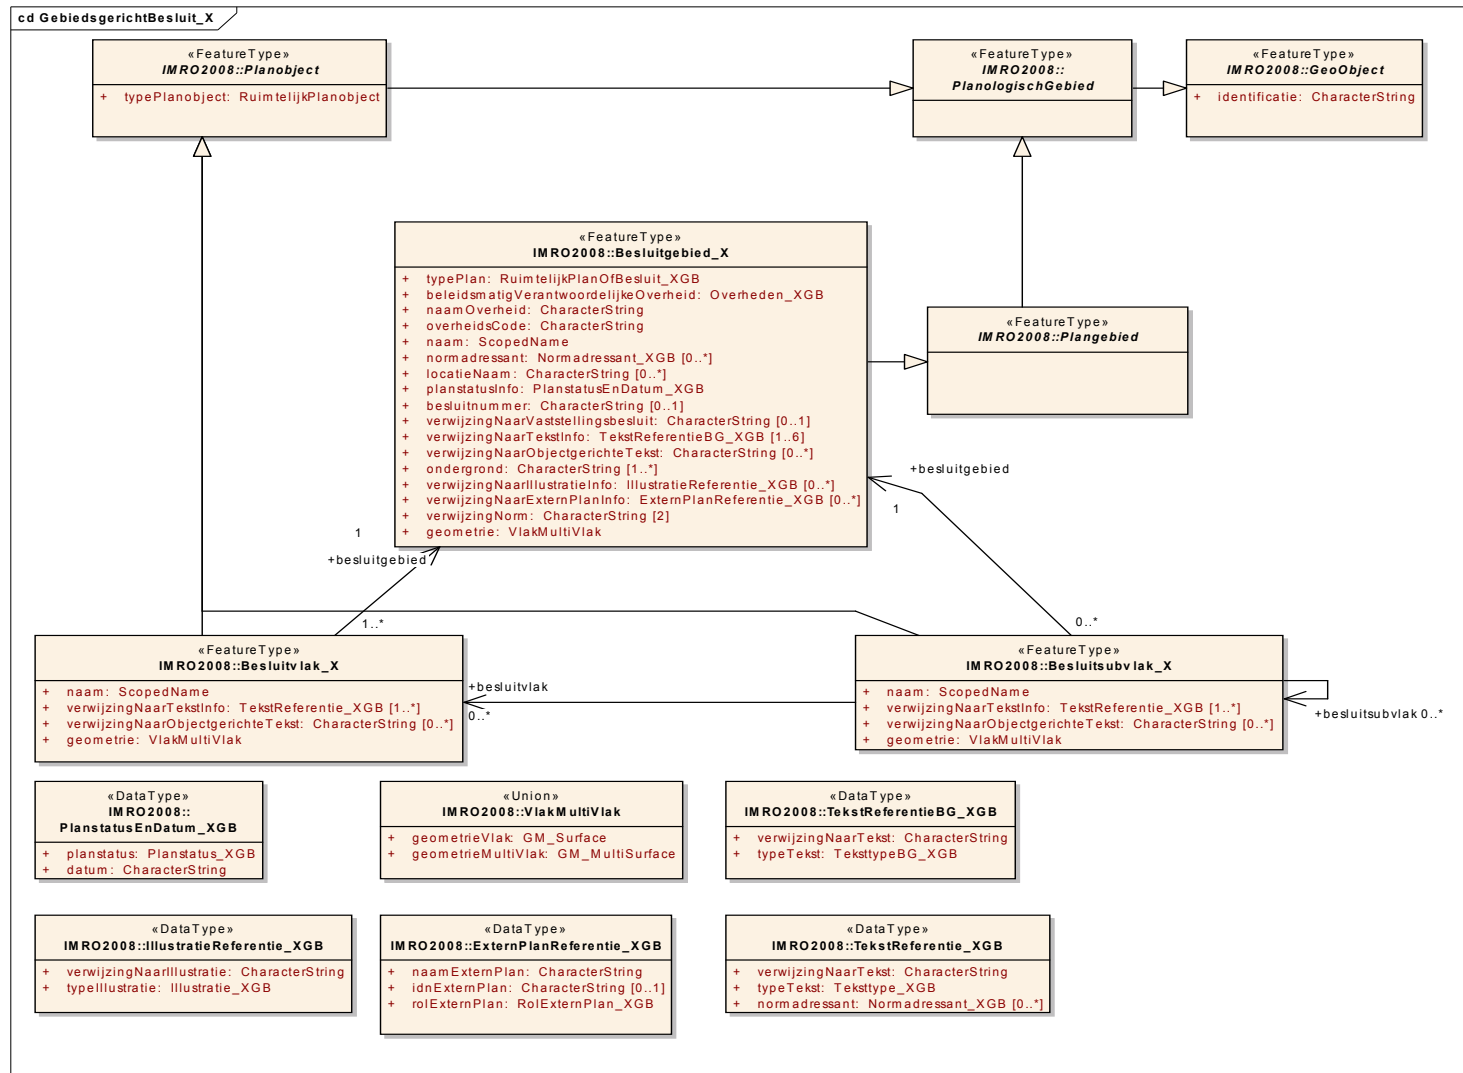 cd GebiedsgerichtBesluit_X
«FeatureType»
IMRO2008::Planobject
+ typePlanobject: RuimtelijkPlanobject
«FeatureType»
IMRO2008::
PlanologischGebied
«FeatureType»
IMRO2008::GeoObject
+ identificatie: CharacterString
«FeatureType»
IMRO2008::Besluitgebied_X
+ typePlan: RuimtelijkPlanOfBesluit_XGB
+ beleidsmatigVerantwoordelijkeOverheid: Overheden_XGB
+ naamOverheid: CharacterString
+ overheidsCode: CharacterString
+ naam: ScopedName
+ normadressant: Normadressant_XGB [0..*]
+ locatieNaam: CharacterString [0..*]
+ planstatusInfo: PlanstatusEnDatum_XGB
+ besluitnummer: CharacterString [0..1]
+ verwijzingNaarVaststellingsbesluit: CharacterString [0..1]
+ verwijzingNaarTekstInfo: TekstReferentieBG_XGB [1..6]
+ verwijzingNaarObjectgerichteTekst: CharacterString [0..*]
+ ondergrond: CharacterString [1..*]
+ verwijzingNaarIllustratieInfo: IllustratieReferentie_XGB [0..*]
+ verwijzingNaarExternPlanInfo: ExternPlanReferentie_XGB [0..*]
+ verwijzingNorm: CharacterString [2]
+ geometrie: VlakMultiVlak
«FeatureType»
IMRO2008::Plangebied
+besluitgebied
1
1
+besluitgebied
1..*
0..*
«FeatureType»
IMRO2008::Besluitvlak_X
+ naam: ScopedName
+ verwijzingNaarTekstInfo: TekstReferentie_XGB [1..*]
+ verwijzingNaarObjectgerichteTekst: CharacterString [0..*]
+ geometrie: VlakMultiVlak
+besluitvlak
0..*
«FeatureType»
IMRO2008::Besluitsubvlak_X
+ naam: ScopedName
+ verwijzingNaarTekstInfo: TekstReferentie_XGB [1..*]
+ verwijzingNaarObjectgerichteTekst: CharacterString [0..*]
+ geometrie: VlakMultiVlak
+besluitsubvlak 0..*
«DataType»
IMRO2008::
PlanstatusEnDatum_XGB
+ planstatus: Planstatus_XGB
+ datum: CharacterString
«Union»
IMRO2008::VlakMultiVlak
+ geometrieVlak: GM_Surface
+ geometrieMultiVlak: GM_MultiSurface
«DataType»
IMRO2008::TekstReferentieBG_XGB
+ verwijzingNaarTekst: CharacterString
+ typeTekst: TeksttypeBG_XGB
«DataType»
IMRO2008::IllustratieReferentie_XGB
+ verwijzingNaarIllustratie: CharacterString
+ typeIllustratie: Illustratie_XGB
«DataType»
IMRO2008::ExternPlanReferentie_XGB
+ naamExternPlan: CharacterString
+ idnExternPlan: CharacterString [0..1]
+ rolExternPlan: RolExternPlan_XGB
«DataType»
IMRO2008::TekstReferentie_XGB
+ verwijzingNaarTekst: CharacterString
+ typeTekst: Teksttype_XGB
+ normadressant: Normadressant_XGB [0..*]